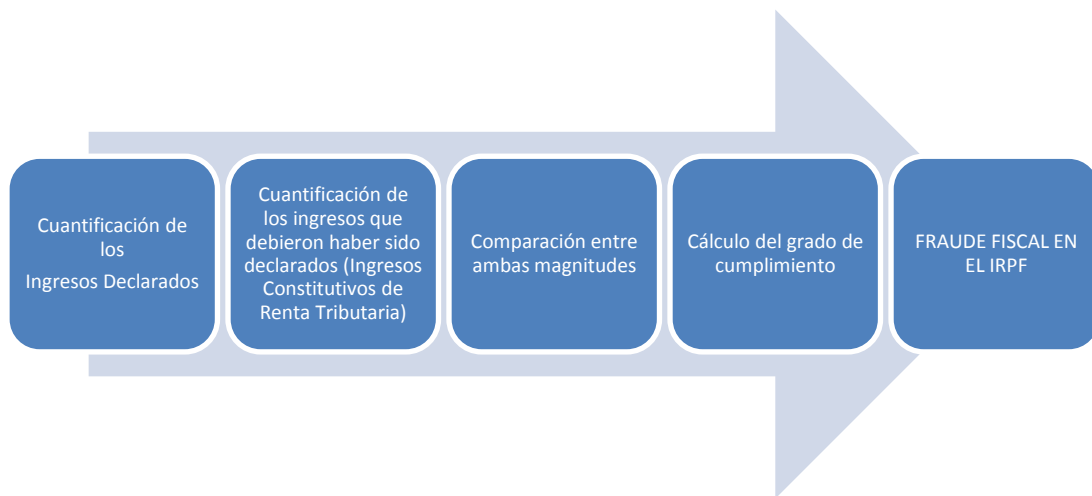 Cuantificación de
los
Ingresos Declarados
Cuantificación de
los ingresos que
debieron haber sido
declarados (Ingresos
Constitutivos de
Renta Tributaria)
Comparación entre
ambas magnitudes
Cálculo del grado de
cumplimiento
FRAUDE FISCAL EN
EL IRPF